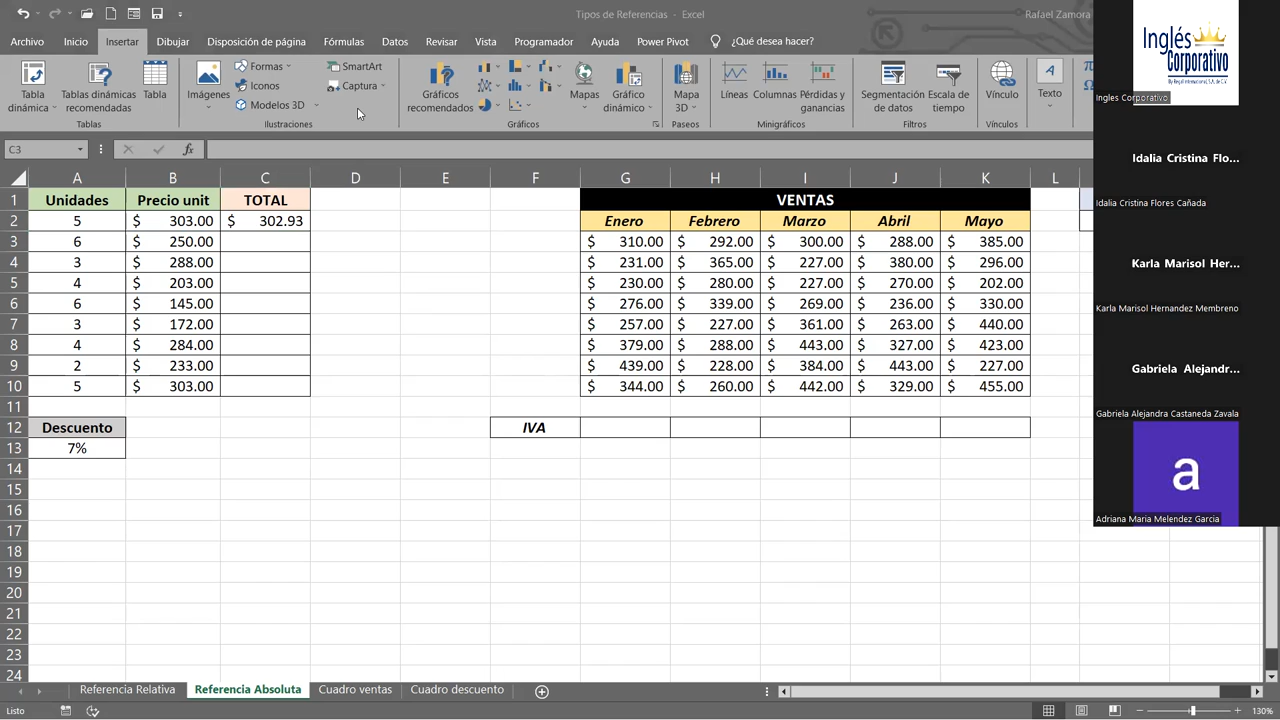 Tipos de Referencias - Excel
Rafael Zamora
Archivo Inicio Insertar Dibujar Disposición de página Fórmulas Datos Revisar Vista Programador Ayuda Power Pivot ¿Qué desea hacer?
Tabla dinámica
Tablas dinámicas recomendadas
Tabla
Tablas
Imágenes
Formas
Iconos
Modelos 3D
SmartArt
Captura
Ilustraciones
Gráficos recomendados
Mapas
Gráfico dinámico
Gráficos
Mapa 3D
Paseos
Líneas
Columnas
Pérdidas y ganancias
Minigráficos
Segmentación de datos
Escala de tiempo
Filtros
Vínculo
Vínculos
Texto
C3 fx
A B C D E F G H I J K L
1 Unidades Precio unit TOTAL VENTAS
2 5 $ 303.00 $ 302.93 Enero Febrero Marzo Abril Mayo
3 6 $ 250.00 $ 310.00 $ 292.00 $ 300.00 $ 288.00 $ 385.00
4 3 $ 288.00 $ 231.00 $ 365.00 $ 227.00 $ 380.00 $ 296.00
5 4 $ 203.00 $ 230.00 $ 280.00 $ 227.00 $ 270.00 $ 202.00
6 6 $ 145.00 $ 276.00 $ 339.00 $ 269.00 $ 236.00 $ 330.00
7 3 $ 172.00 $ 257.00 $ 227.00 $ 361.00 $ 263.00 $ 440.00
8 4 $ 284.00 $ 379.00 $ 288.00 $ 443.00 $ 327.00 $ 423.00
9 2 $ 233.00 $ 439.00 $ 228.00 $ 384.00 $ 443.00 $ 227.00
10 5 $ 303.00 $ 344.00 $ 260.00 $ 442.00 $ 329.00 $ 455.00
11
12 Descuento IVA
13 7%
14
15
16
17
18
19
20
21
22
23
24
Referencia Relativa Referencia Absoluta Cuadro ventas Cuadro descuento
Listo
130%
Inglés
Corporativo
Ingles Corporativo
Idalia Cristina Flo...
Idalia Cristina Flores Cañada
Karla Marisol Her...
Karla Marisol Hernandez Membreno
Gabriela Alejandr...
Gabriela Alejandra Castaneda Zavala
a
Adriana Maria Melendez Garcia